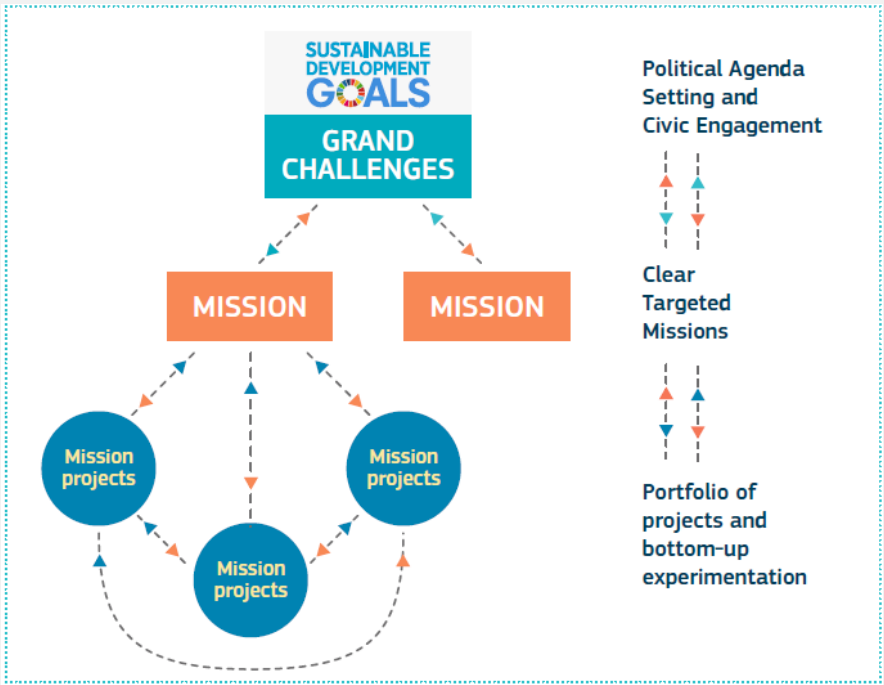 SUSTAINABLE
DEVELOPMENT
GOALS
GRAND
CHALLENGES
MISSION
MISSION
Mission
projects
Mission
projects
Mission
projects
Political Agenda
Setting and
Civic Engagement
Clear
Targeted
Missions
Portfolio of
projects and
bottom-up
experimentation